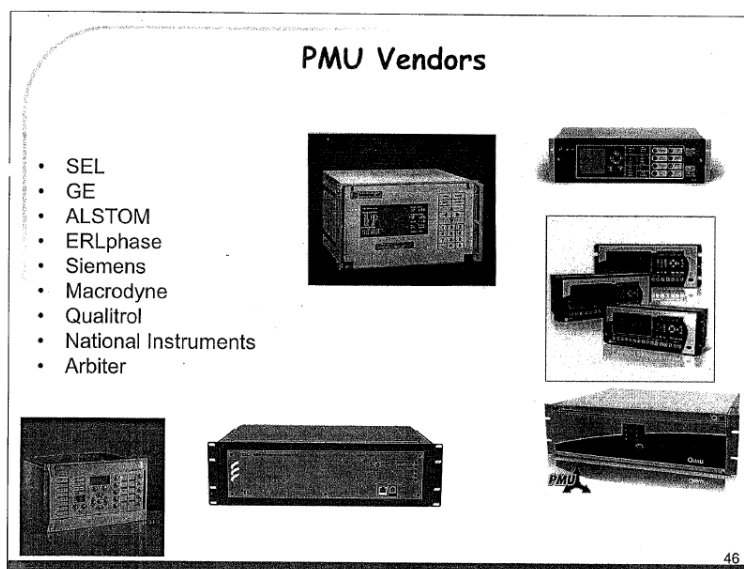 PMU Vendors
• SEL
• GE
• ALSTOM
• ERLphase
• Siemens
• Macrodyne
• Qualitrol
• National Instruments
• Arbiter
PMU
46